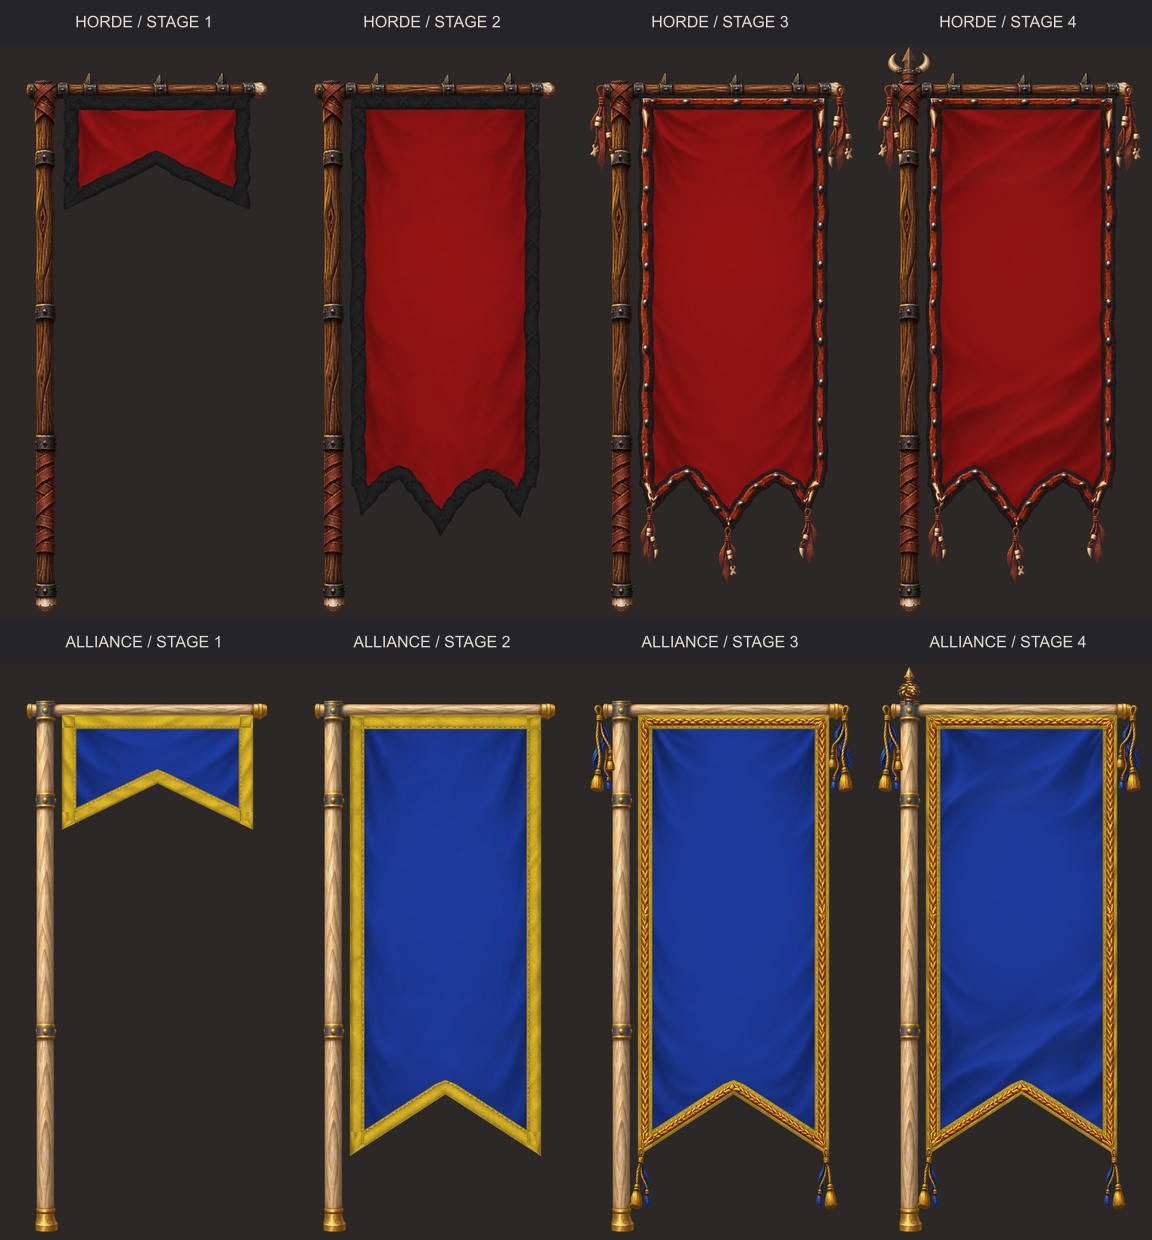 HORDE / STAGE 1
HORDE / STAGE 2
HORDE / STAGE 3
HORDE / STAGE 4
ALLIANCE / STAGE 1
ALLIANCE / STAGE 2
ALLIANCE / STAGE 3
ALLIANCE / STAGE 4